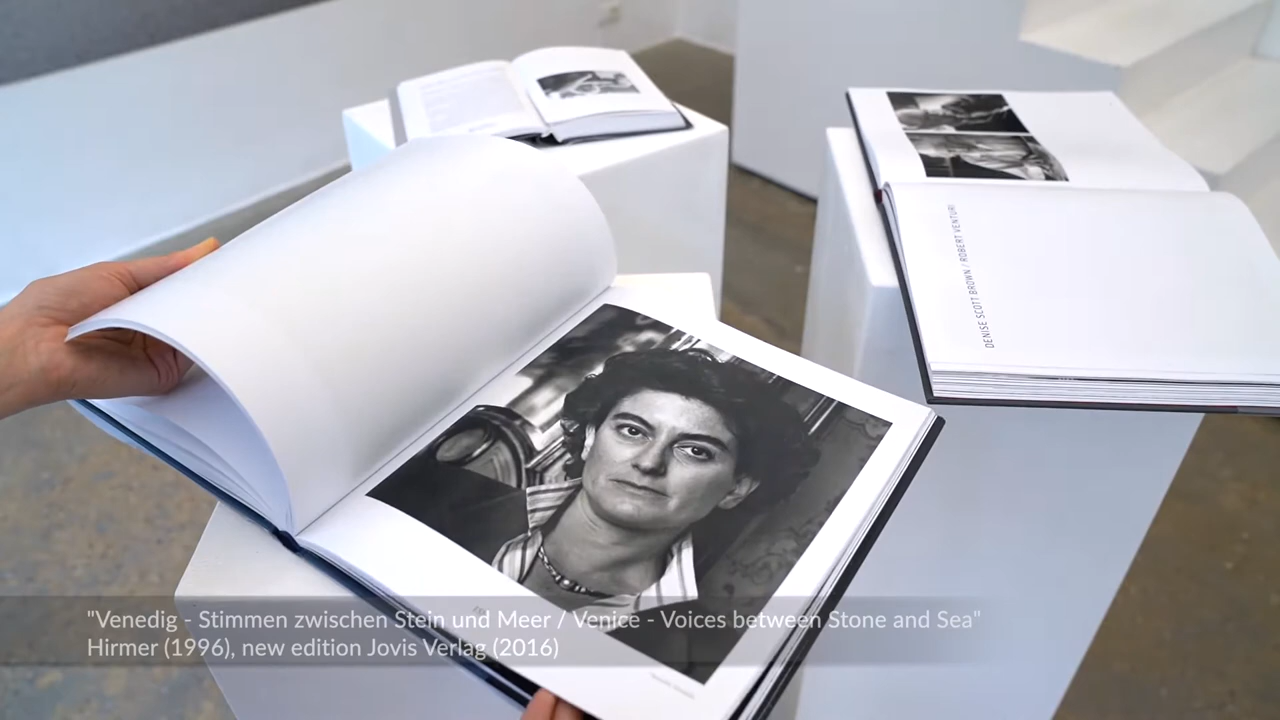 DENISE SCOTT BROWN / ROBERT VENTURI
"Venedig - Stimmen zwischen Stein und Meer / Venice - Voices between Stone and Sea"
Hirmer (1996), new edition Jovis Verlag (2016)